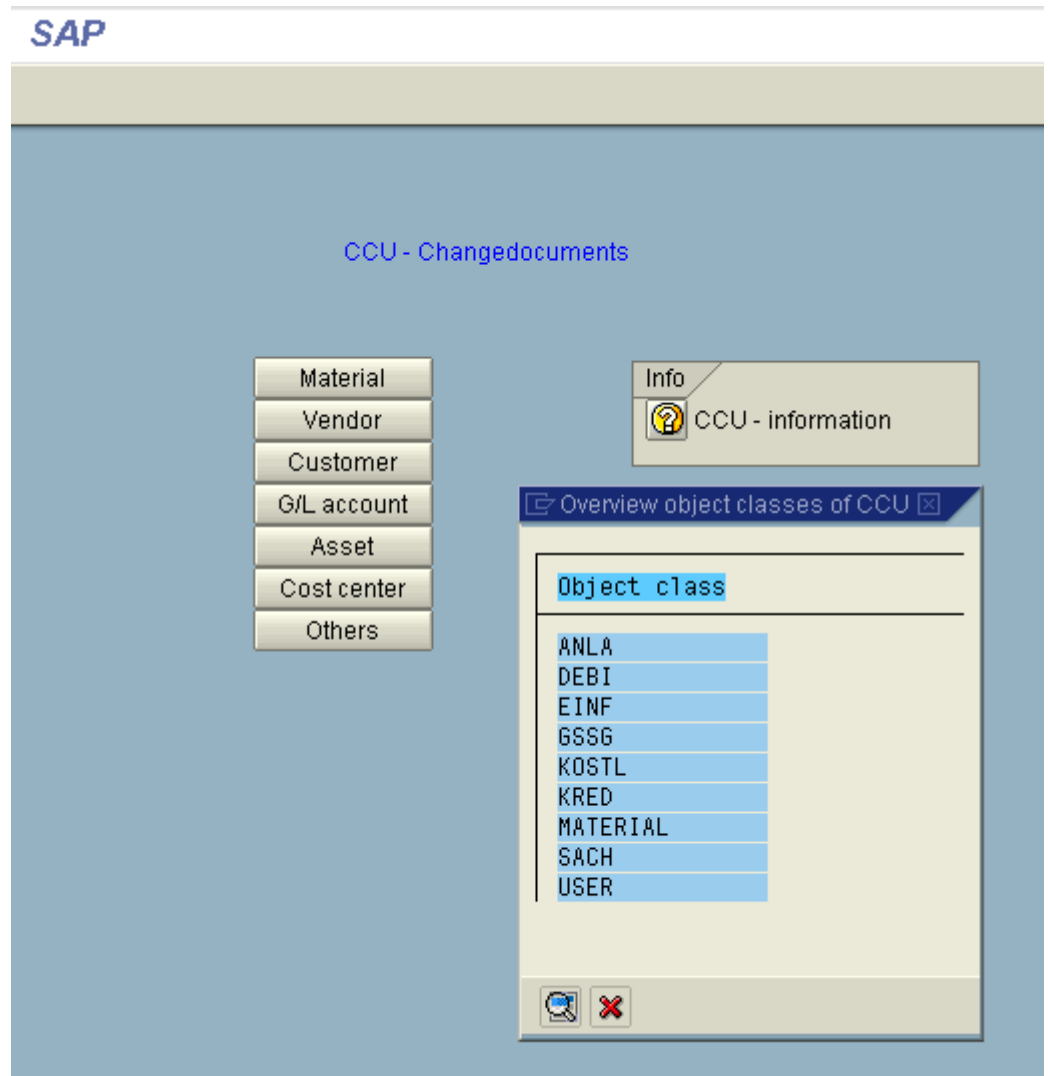 SAP
CCU - Changedocuments
Material
Vendor
Customer
G/L account
Asset
Cost center
Others
Info
CCU - information
Overview object classes of CCU
Object class
ANLA
DEBI
EINF
GSSG
KOSTL
KRED
MATERIAL
SACH
USER